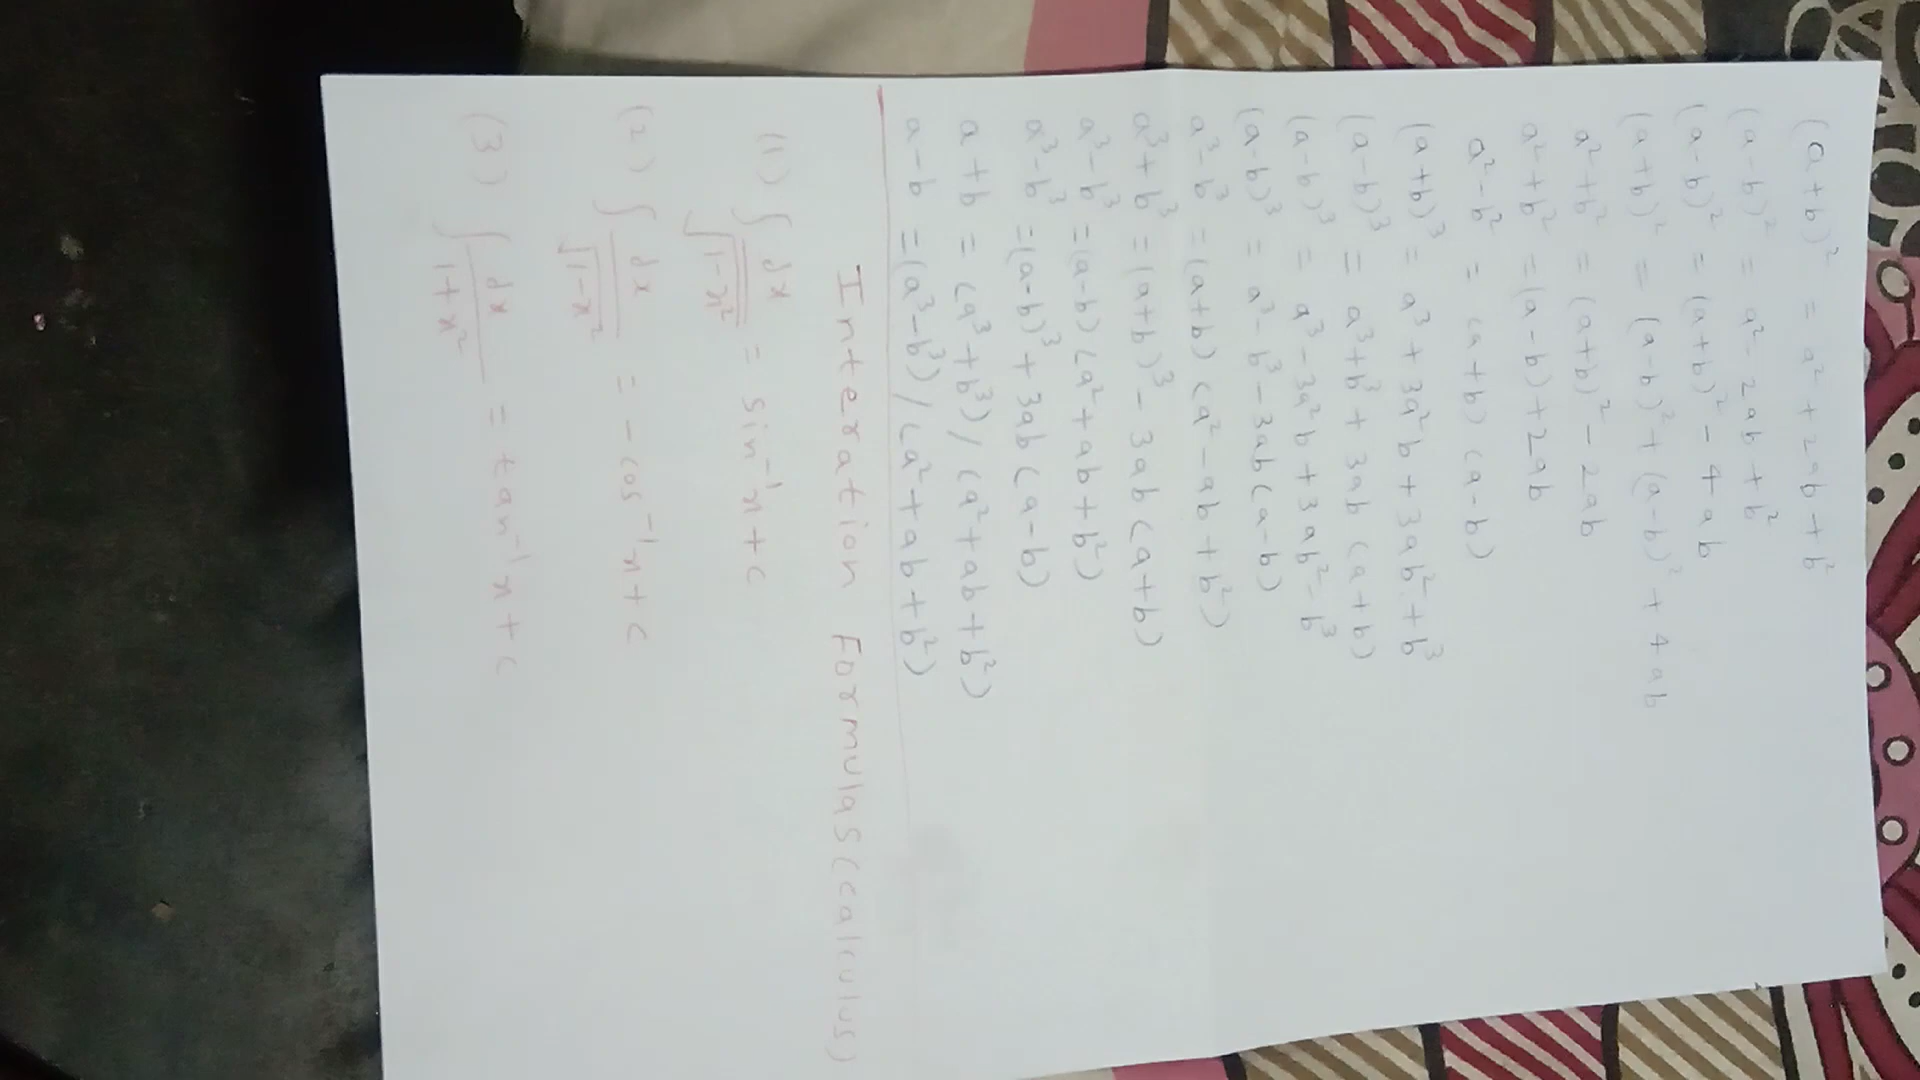 (a+b)² = a² + 2ab + b²
(a-b)² = a² - 2ab + b²
(a-b)² = (a+b)² - 4ab
(a+b)² = (a-b)² + (a-b)² + 4ab
a²+b² = (a+b)² - 2ab
a²+b² = (a-b) + 2ab
a²-b² = (a+b) (a-b)
(a+b)³ = a³ + 3a²b + 3ab² + b³
(a-b)³ = a³+b³ + 3ab (a+b)
(a-b)³ = a³ - 3a²b + 3ab² - b³
(a-b)³ = a³ - b³ - 3ab (a-b)
a³-b³ = (a+b) (a² - ab + b²)
a³+b³ = (a+b)³ - 3ab (a+b)
a³-b³ = (a-b) (a² + ab + b²)
a³-b³ = (a-b)³ + 3ab (a-b)
a+b = (a³+b³) / (a² + ab + b²)
a-b = (a³-b³) / (a² + ab + b²)
Interation Formulas (calculus)
(1) ∫ dx/√(1-x²) = sin⁻¹x + c
(2) ∫ dx/√(1-x²) = - cos⁻¹x + c
(3) ∫ dx/(1+x²) = tan⁻¹x + c